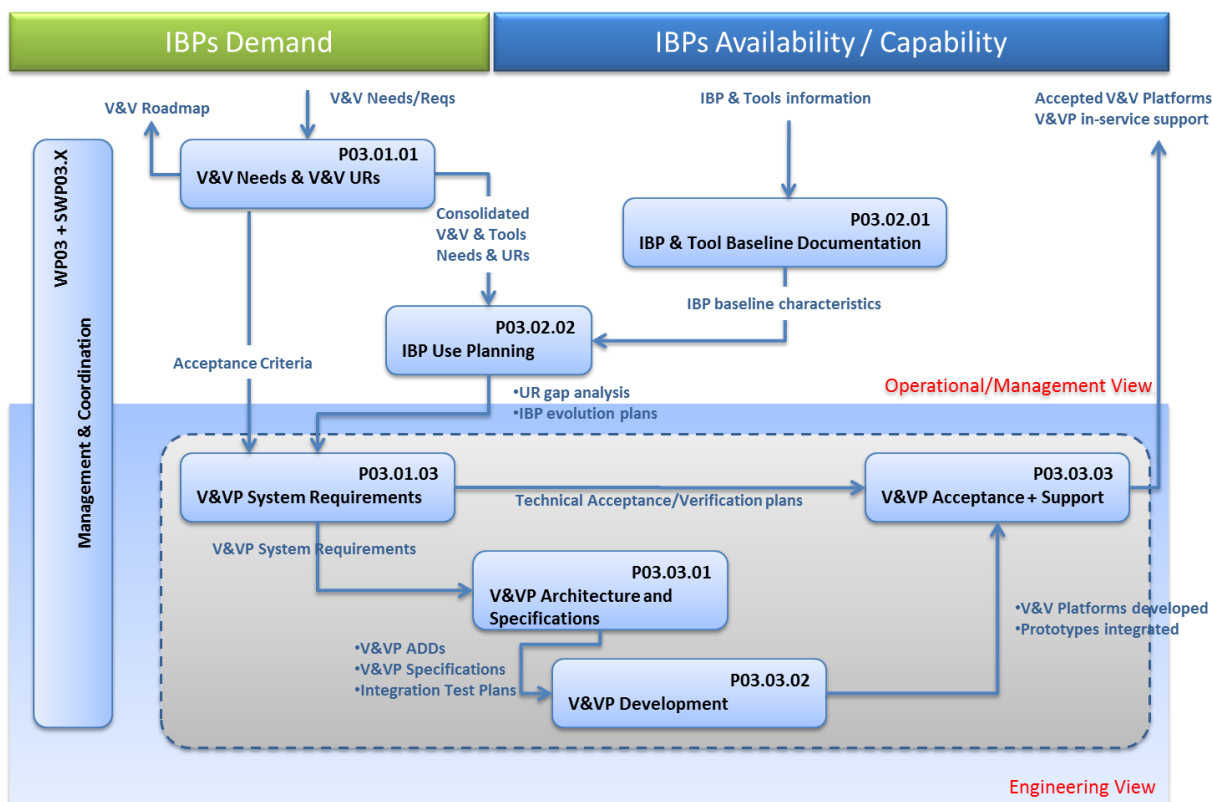 IBPs Demand
IBPs Availability / Capability
V&V Roadmap
V&V Needs/Reqs
IBP & Tools information
Accepted V&V Platforms
V&VP in-service support
WP03 + SWP03.X
Management & Coordination
P03.01.01
V&V Needs & V&V URs
Consolidated
V&V & Tools
Needs & URs
P03.02.01
IBP & Tool Baseline Documentation
IBP baseline characteristics
P03.02.02
IBP Use Planning
Acceptance Criteria
•UR gap analysis
•IBP evolution plans
Operational/Management View
P03.01.03
V&VP System Requirements
Technical Acceptance/Verification plans
P03.03.03
V&VP Acceptance + Support
V&VP System Requirements
P03.03.01
V&VP Architecture and
Specifications
•V&V Platforms developed
•Prototypes integrated
•V&VP ADDs
•V&VP Specifications
•Integration Test Plans
P03.03.02
V&VP Development
Engineering View